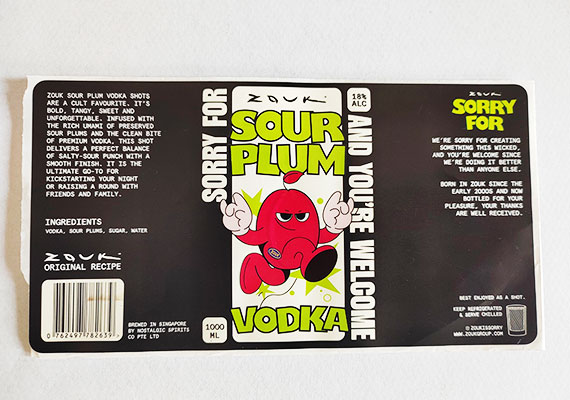 ZOUK SOUR PLUM VODKA SHOTS
ARE A CULT FAVOURITE. IT'S
BOLD, TANGY, SWEET AND
UNFORGETTABLE. INFUSED WITH
THE RICH UMAMI OF PRESERVED
SOUR PLUMS AND THE CLEAN BITE
OF PREMIUM VODKA, THIS SHOT
DELIVERS A PERFECT BALANCE
OF SALTY-SOUR PUNCH WITH A
SMOOTH FINISH. IT IS THE
ULTIMATE GO-TO FOR
KICKSTARTING YOUR NIGHT
OR RAISING A ROUND WITH
FRIENDS AND FAMILY.
INGREDIENTS
VODKA, SOUR PLUMS, SUGAR, WATER
ZOUK
ORIGINAL RECIPE
0 762497 782639
BREWED IN SINGAPORE
BY NOSTALGIC SPIRITS
CO PTE LTD
SORRY FOR
ZOUK
SOUR
PLUM
VODKA
1000
ML
18%
ALC
AND YOU'RE WELCOME
ZOUK
SORRY
FOR
WE'RE SORRY FOR CREATING
SOMETHING THIS WICKED,
AND YOU'RE WELCOME SINCE
WE'RE DOING IT BETTER
THAN ANYONE ELSE.
BORN IN ZOUK SINCE THE
EARLY 2000S AND NOW
BOTTLED FOR YOUR
PLEASURE, YOUR THANKS
ARE WELL RECEIVED.
BEST ENJOYED AS A SHOT.
KEEP REFRIGERATED
& SERVE CHILLED
@ZOUKISSORRY
WWW.ZOUKGROUP.COM